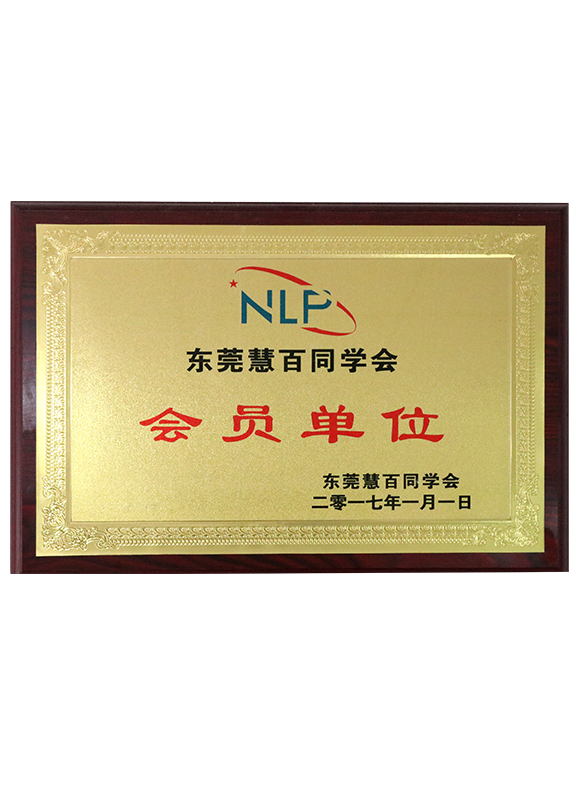 NLP
东莞慧百同学会
会员单位
东莞慧百同学会
二零一七年一月一日